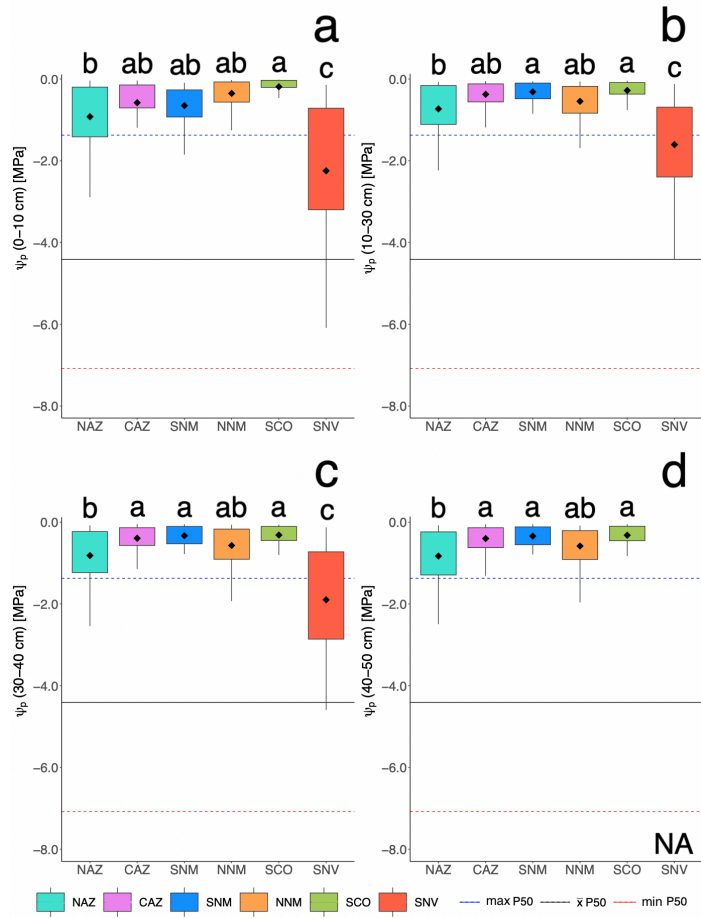 a
b ab ab ab a c
ψp (0−10 cm) [MPa]
0.0
−2.0
−4.0
−6.0
−8.0
NAZ CAZ SNM NNM SCO SNV
b
b a a ab a c
ψp (10−30 cm) [MPa]
0.0
−2.0
−4.0
−6.0
−8.0
NAZ CAZ SNM NNM SCO SNV
c
b a a ab a c
ψp (30−40 cm) [MPa]
0.0
−2.0
−4.0
−6.0
−8.0
NAZ CAZ SNM NNM SCO SNV
d
b a a ab a
ψp (40−50 cm) [MPa]
0.0
−2.0
−4.0
−6.0
−8.0
NA
NAZ CAZ SNM NNM SCO SNV
NAZ CAZ SNM NNM SCO SNV max P50 x̄ P50 min P50